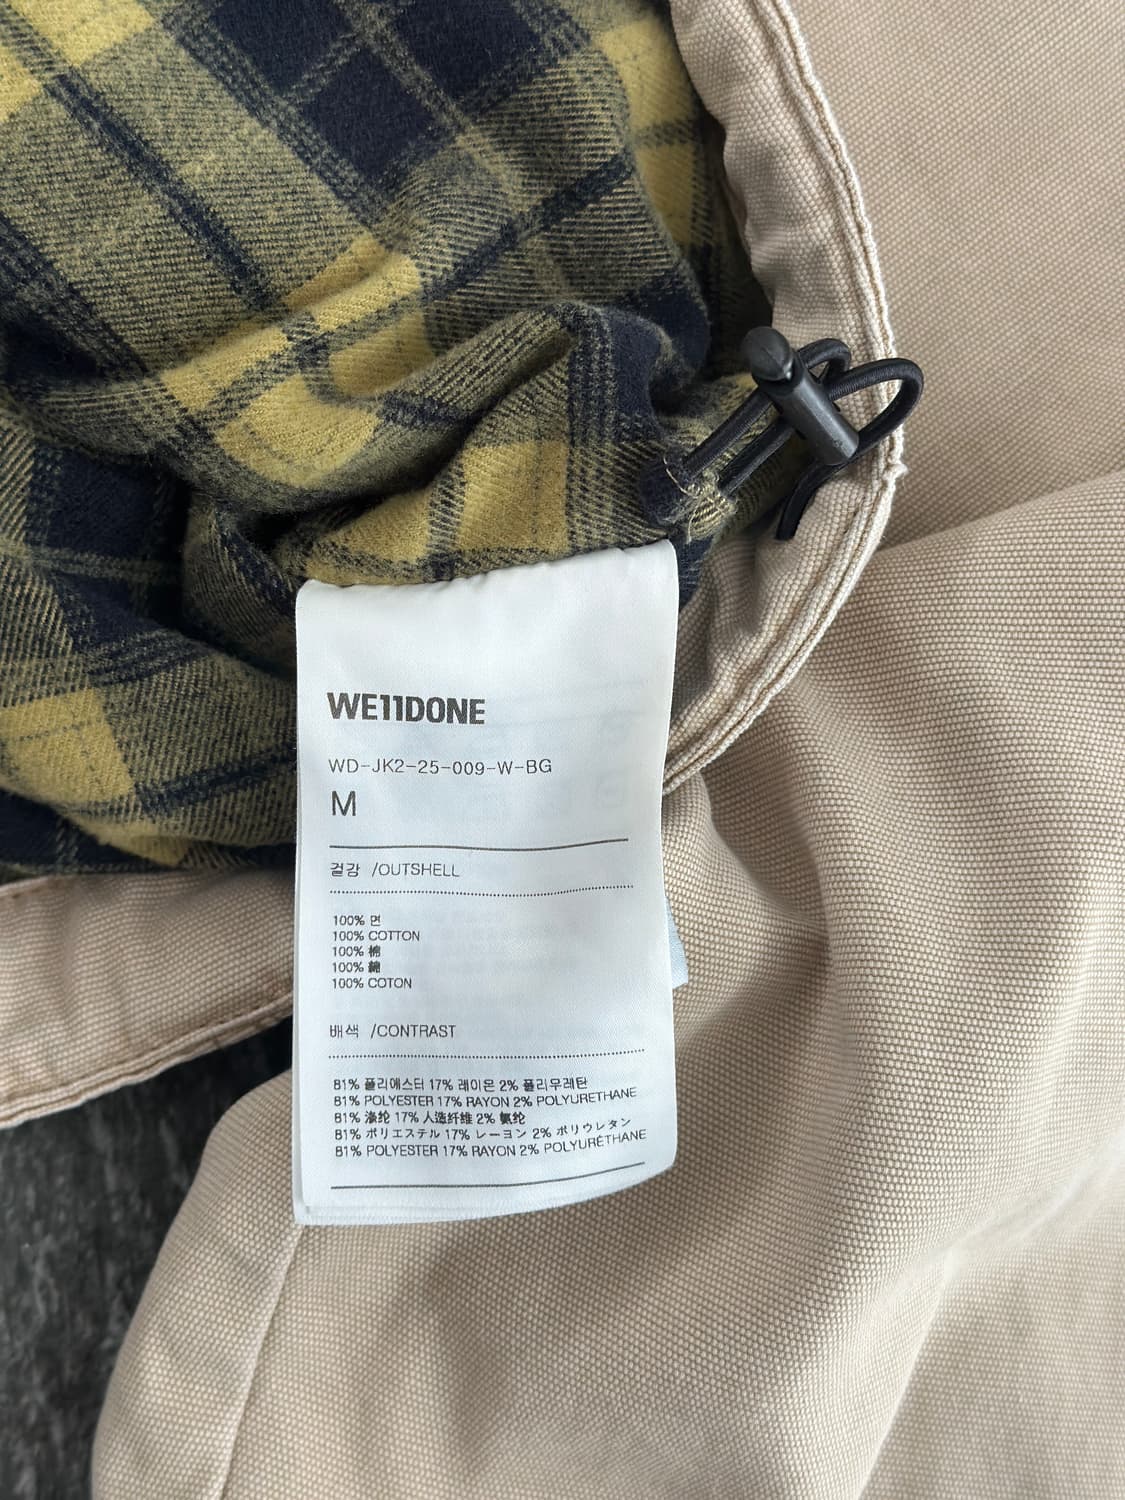 WE11DONE
WD-JK2-25-009-W-BG
M
겉감 /OUTSHELL
100% 면
100% COTTON
100% 棉
100% 綿
100% COTON
배색 /CONTRAST
81% 폴리에스터 17% 레이온 2% 폴리우레탄
81% POLYESTER 17% RAYON 2% POLYURETHANE
81% 涤纶 17% 人造纤维 2% 氨纶
81% ポリエステル 17% レーヨン 2% ポリウレタン
81% POLYESTER 17% RAYON 2% POLYURÉTHANE